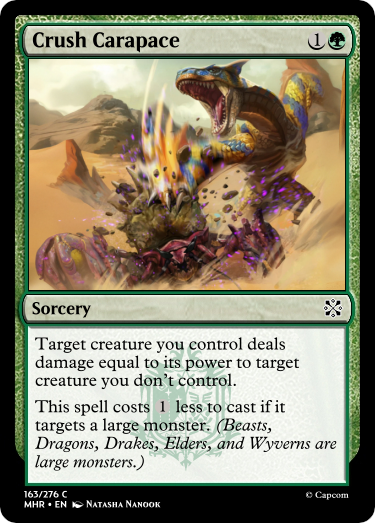 Crush Carapace 1
Sorcery
Target creature you control deals
damage equal to its power to target
creature you don't control.
This spell costs 1 less to cast if it
targets a large monster. (Beasts,
Dragons, Drakes, Elders, and Wyverns are
large monsters.)
163/276 C
MHR • EN Natasha Nanook
© Capcom